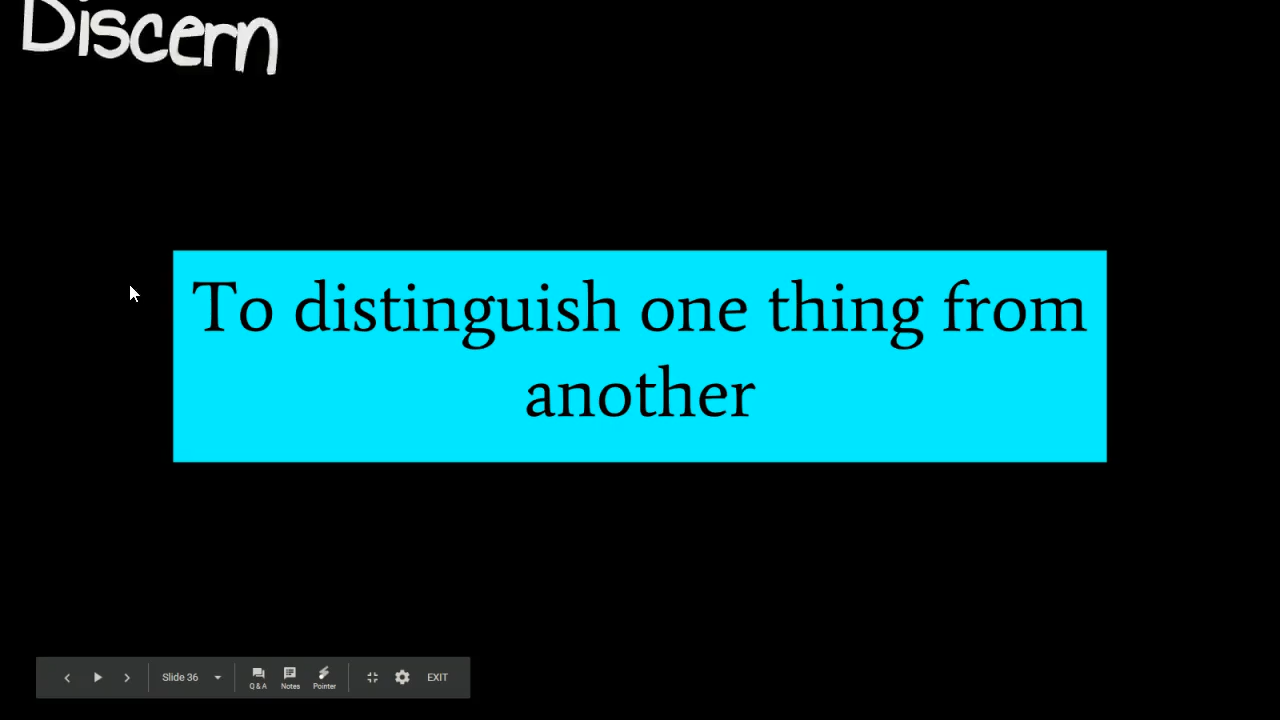 Discern
To distinguish one thing from
another
Slide 36
Q & A
Notes
Pointer
EXIT